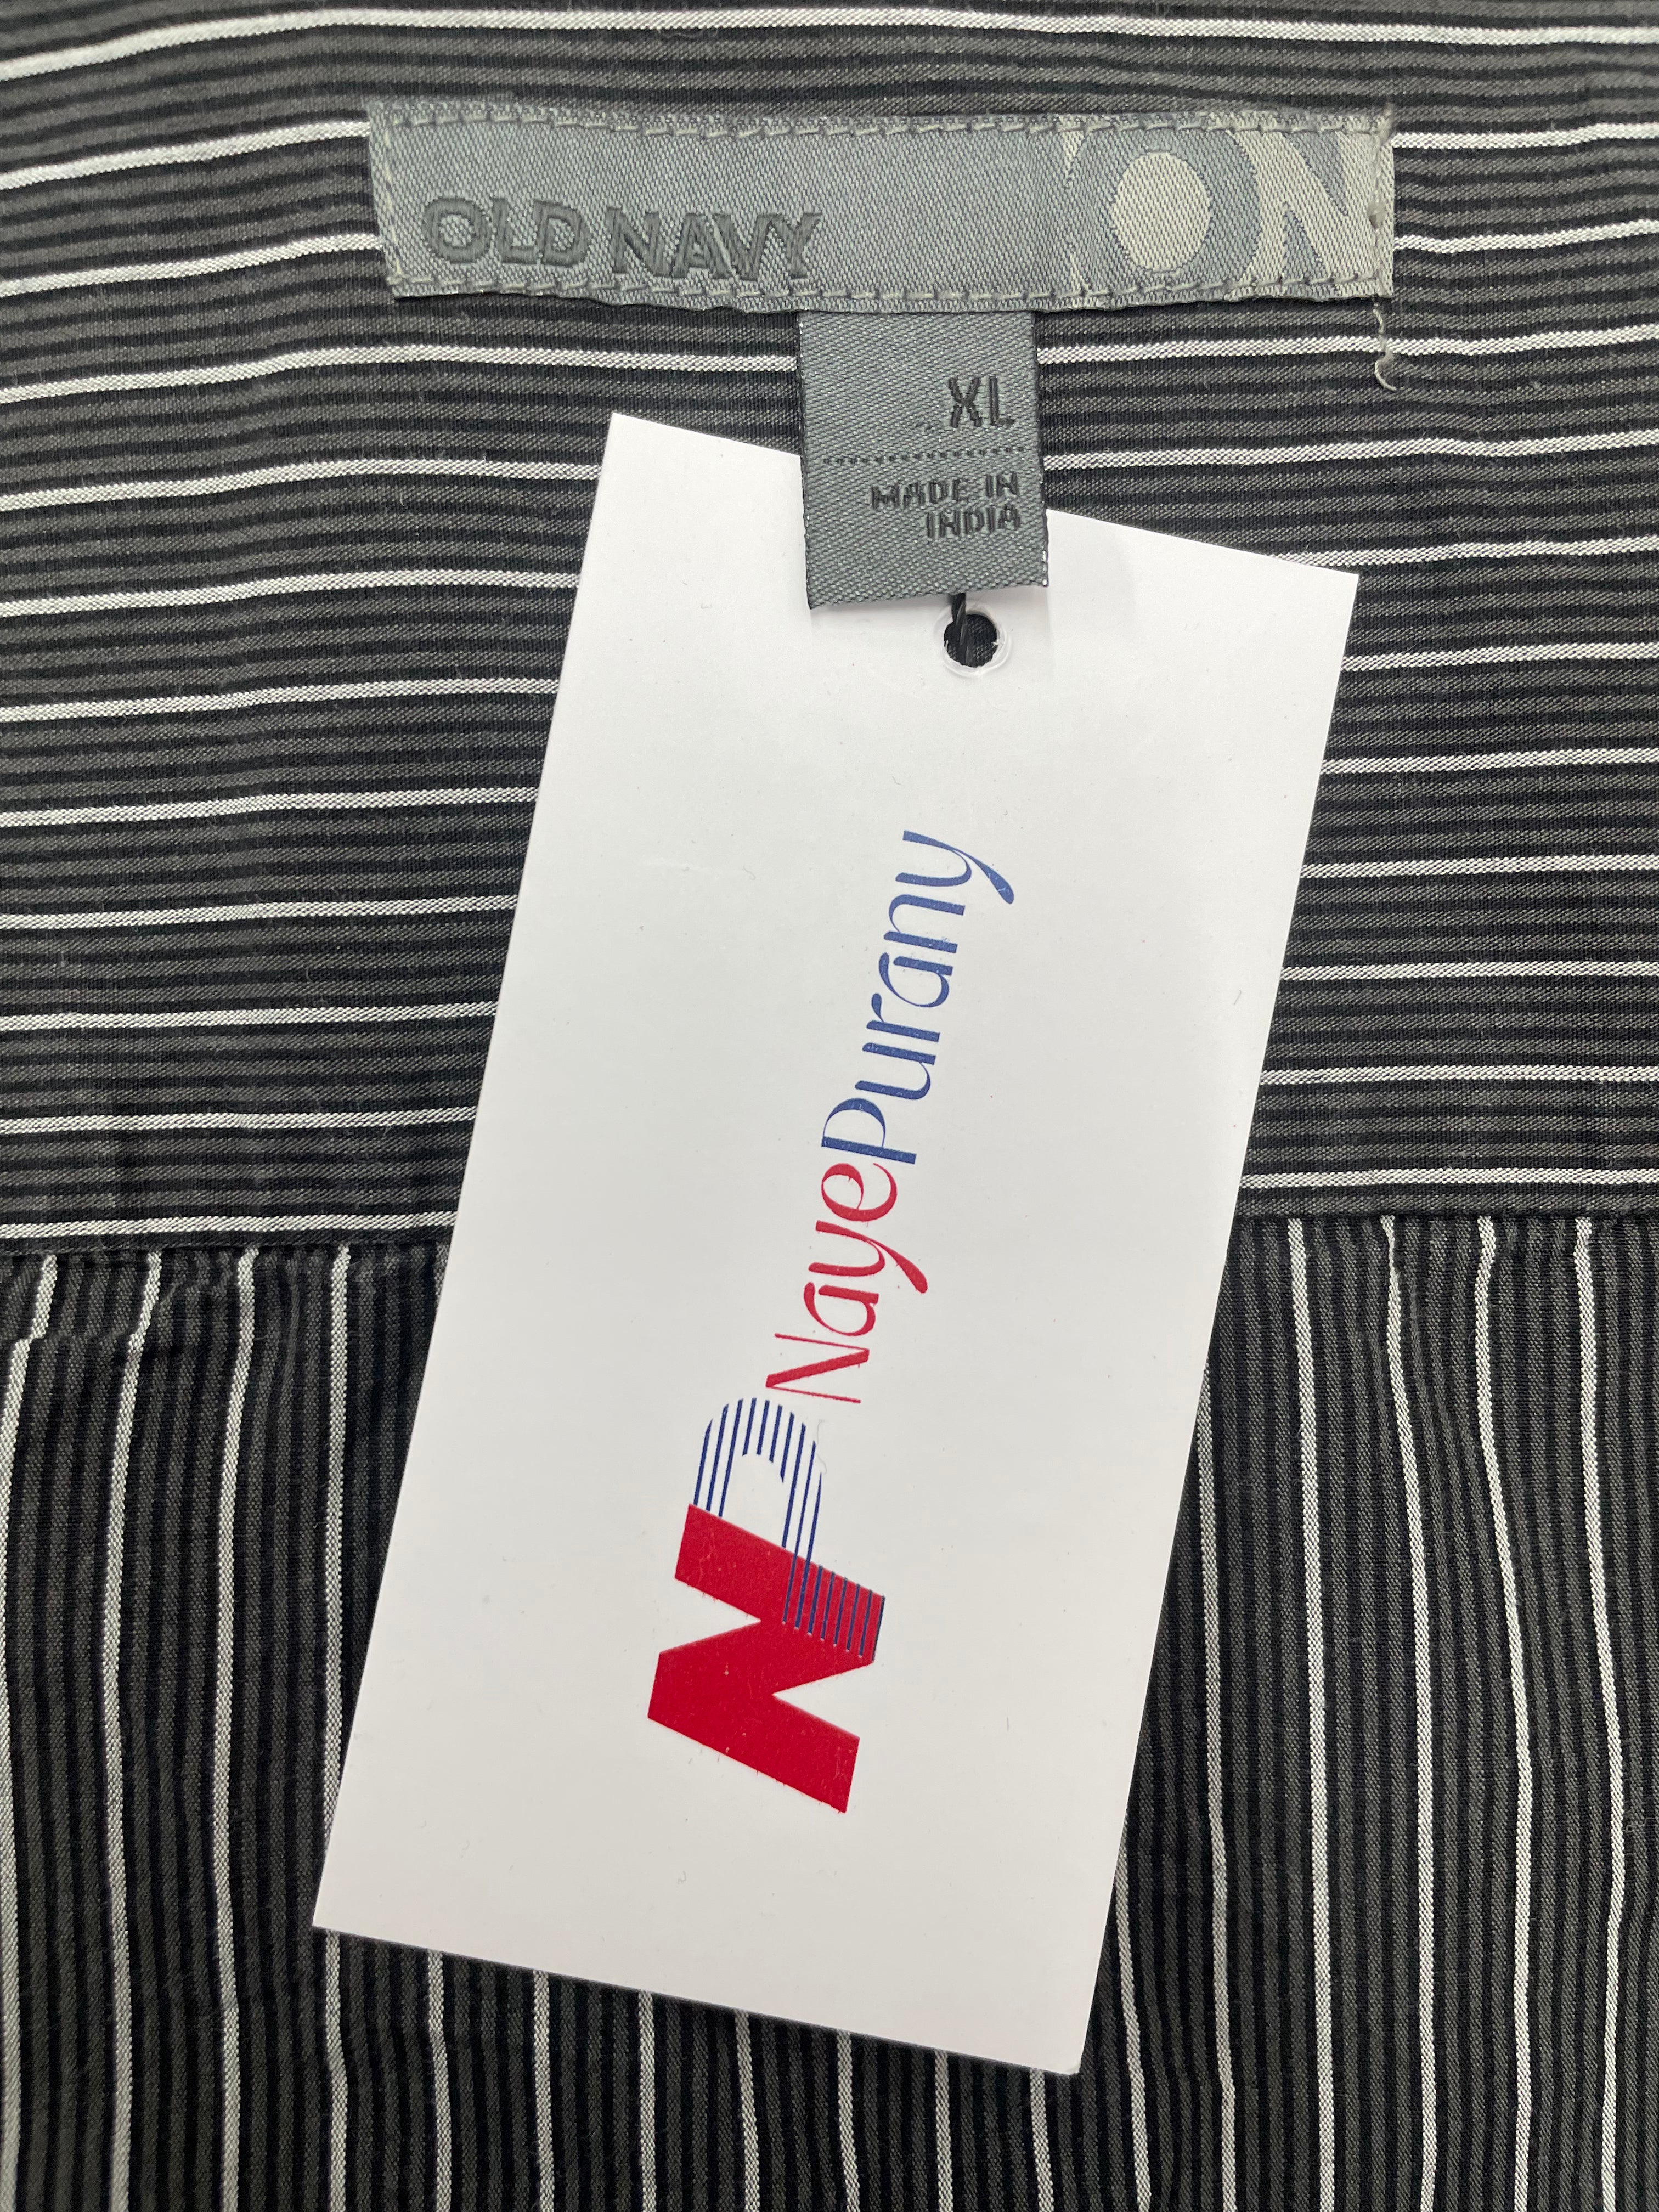 OLD NAVY
ON
XL
MADE IN
INDIA
NP NayePurany